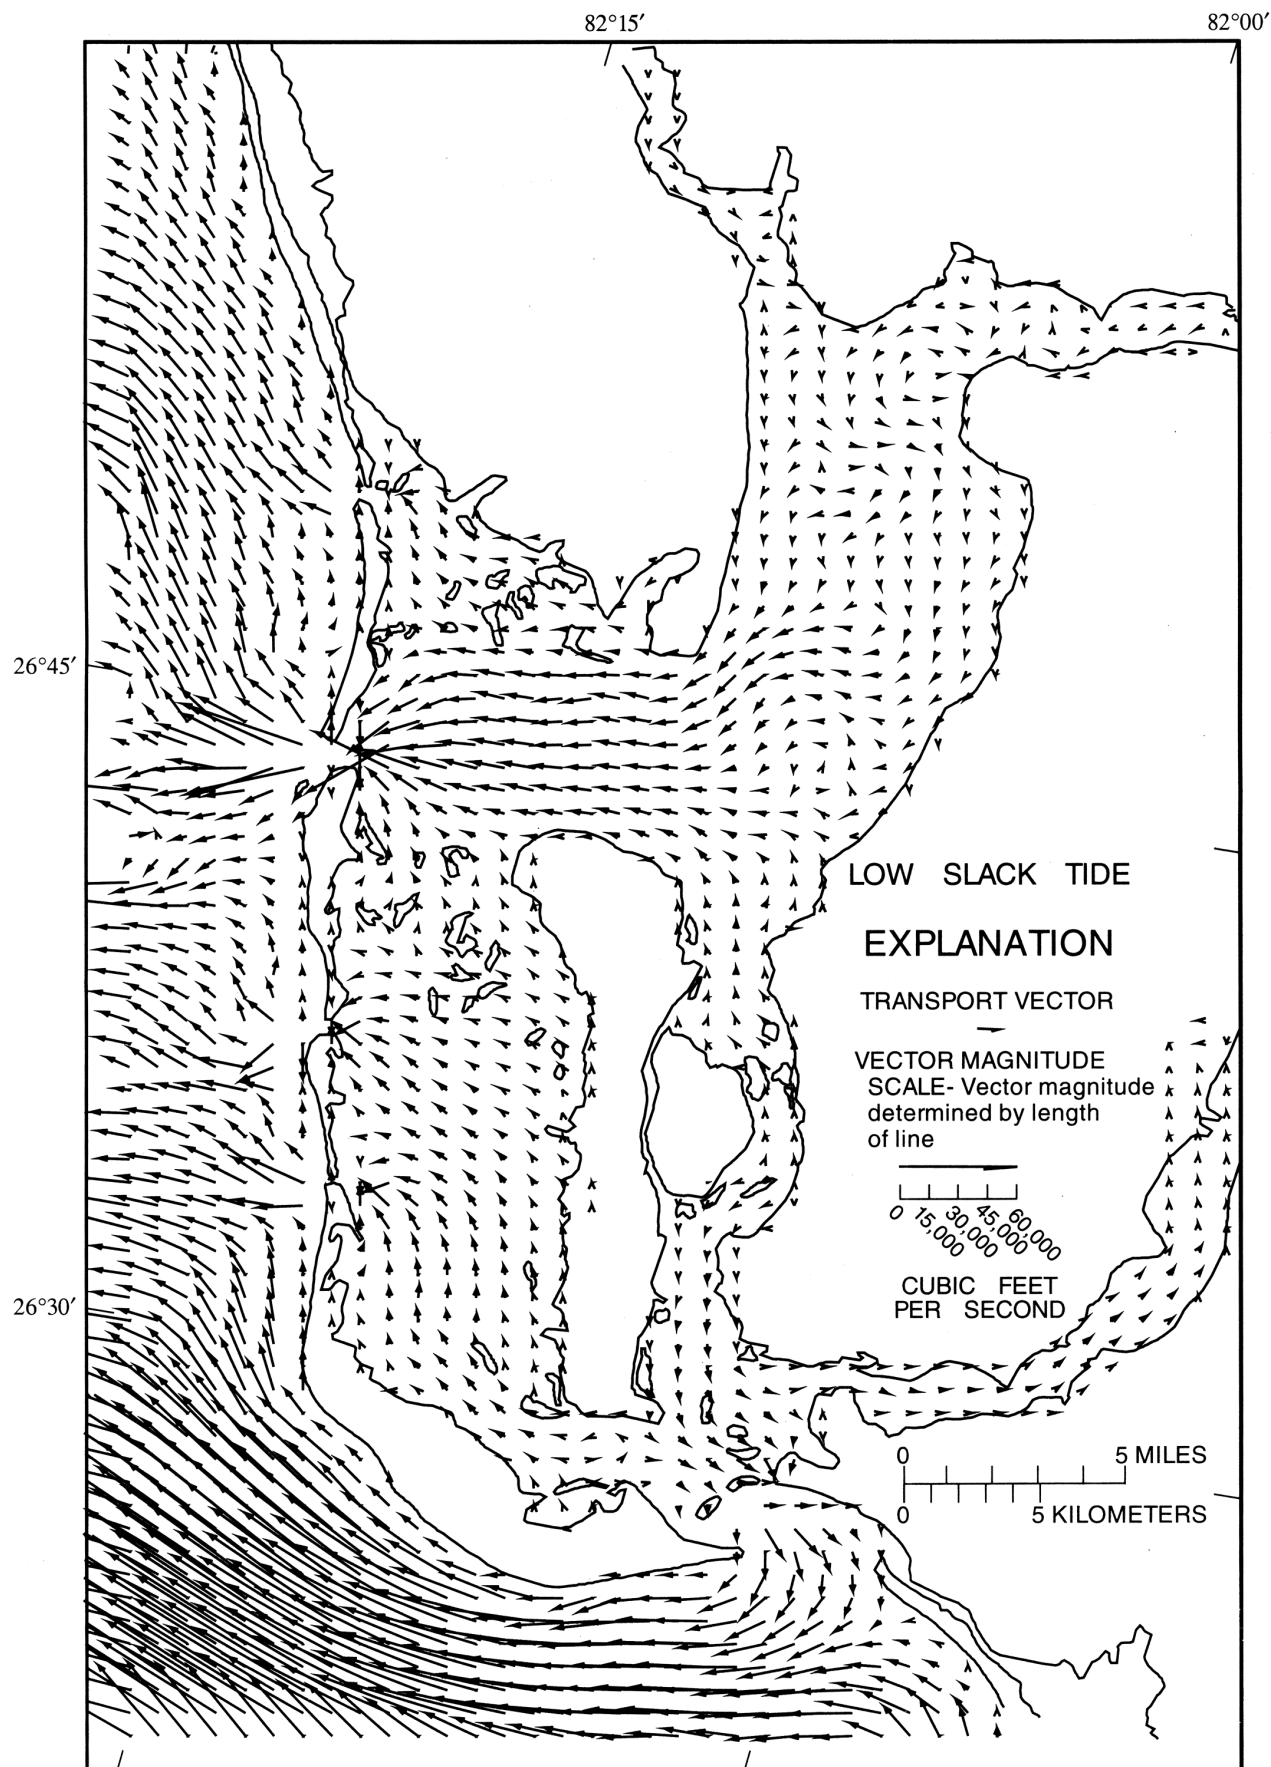 82°15′
82°00′
26°45′
LOW SLACK TIDE
EXPLANATION
TRANSPORT VECTOR
VECTOR MAGNITUDE
SCALE- Vector magnitude
determined by length
of line
0 15,000 30,000 45,000 60,000
CUBIC FEET
PER SECOND
26°30′
0 5 MILES
0 5 KILOMETERS